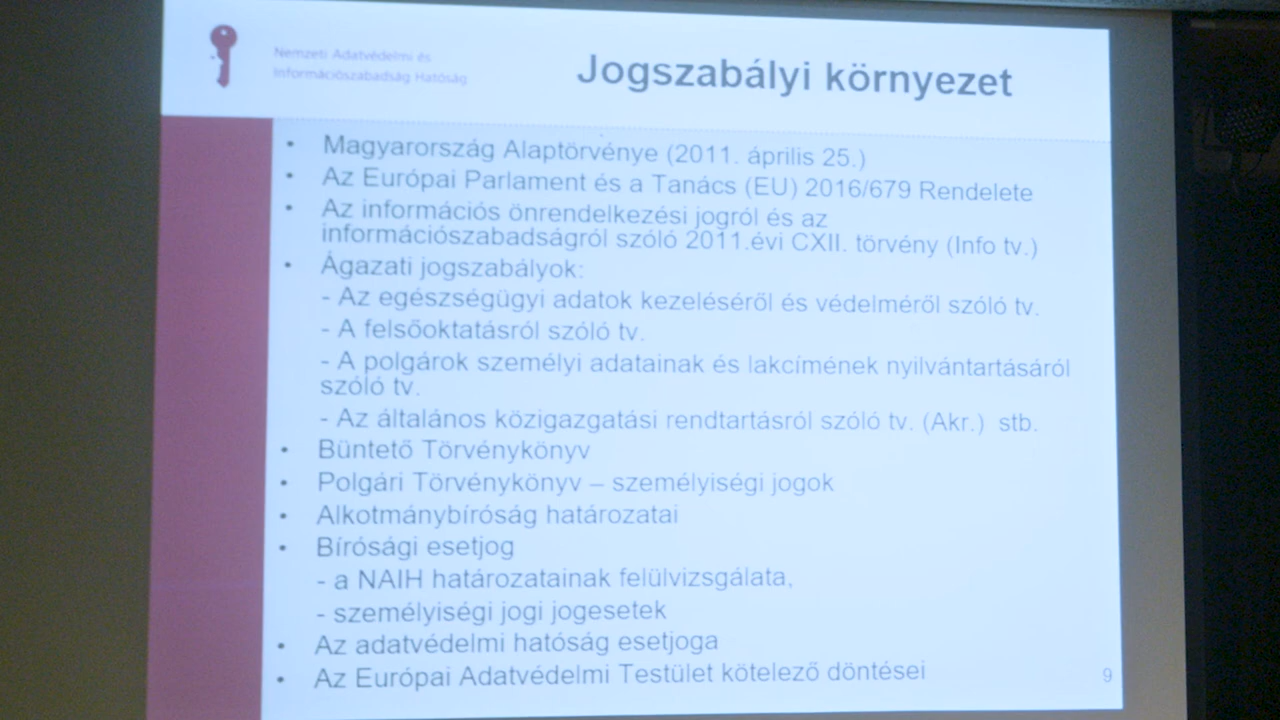 Nemzeti Adatvédelmi és
Információszabadság Hatóság
Jogszabályi környezet
• Magyarország Alaptörvénye (2011. április 25.)
• Az Európai Parlament és a Tanács (EU) 2016/679 Rendelete
• Az információs önrendelkezési jogról és az
információszabadságról szóló 2011.évi CXII. törvény (Info tv.)
• Ágazati jogszabályok:
- Az egészségügyi adatok kezeléséről és védelméről szóló tv.
- A felsőoktatásról szóló tv.
- A polgárok személyi adatainak és lakcímének nyilvántartásáról
szóló tv.
- Az általános közigazgatási rendtartásról szóló tv. (Akr.) stb.
• Büntető Törvénykönyv
• Polgári Törvénykönyv – személyiségi jogok
• Alkotmánybíróság határozatai
• Bírósági esetjog
- a NAIH határozatainak felülvizsgálata,
- személyiségi jogi jogesetek
• Az adatvédelmi hatóság esetjoga
• Az Európai Adatvédelmi Testület kötelező döntései
9